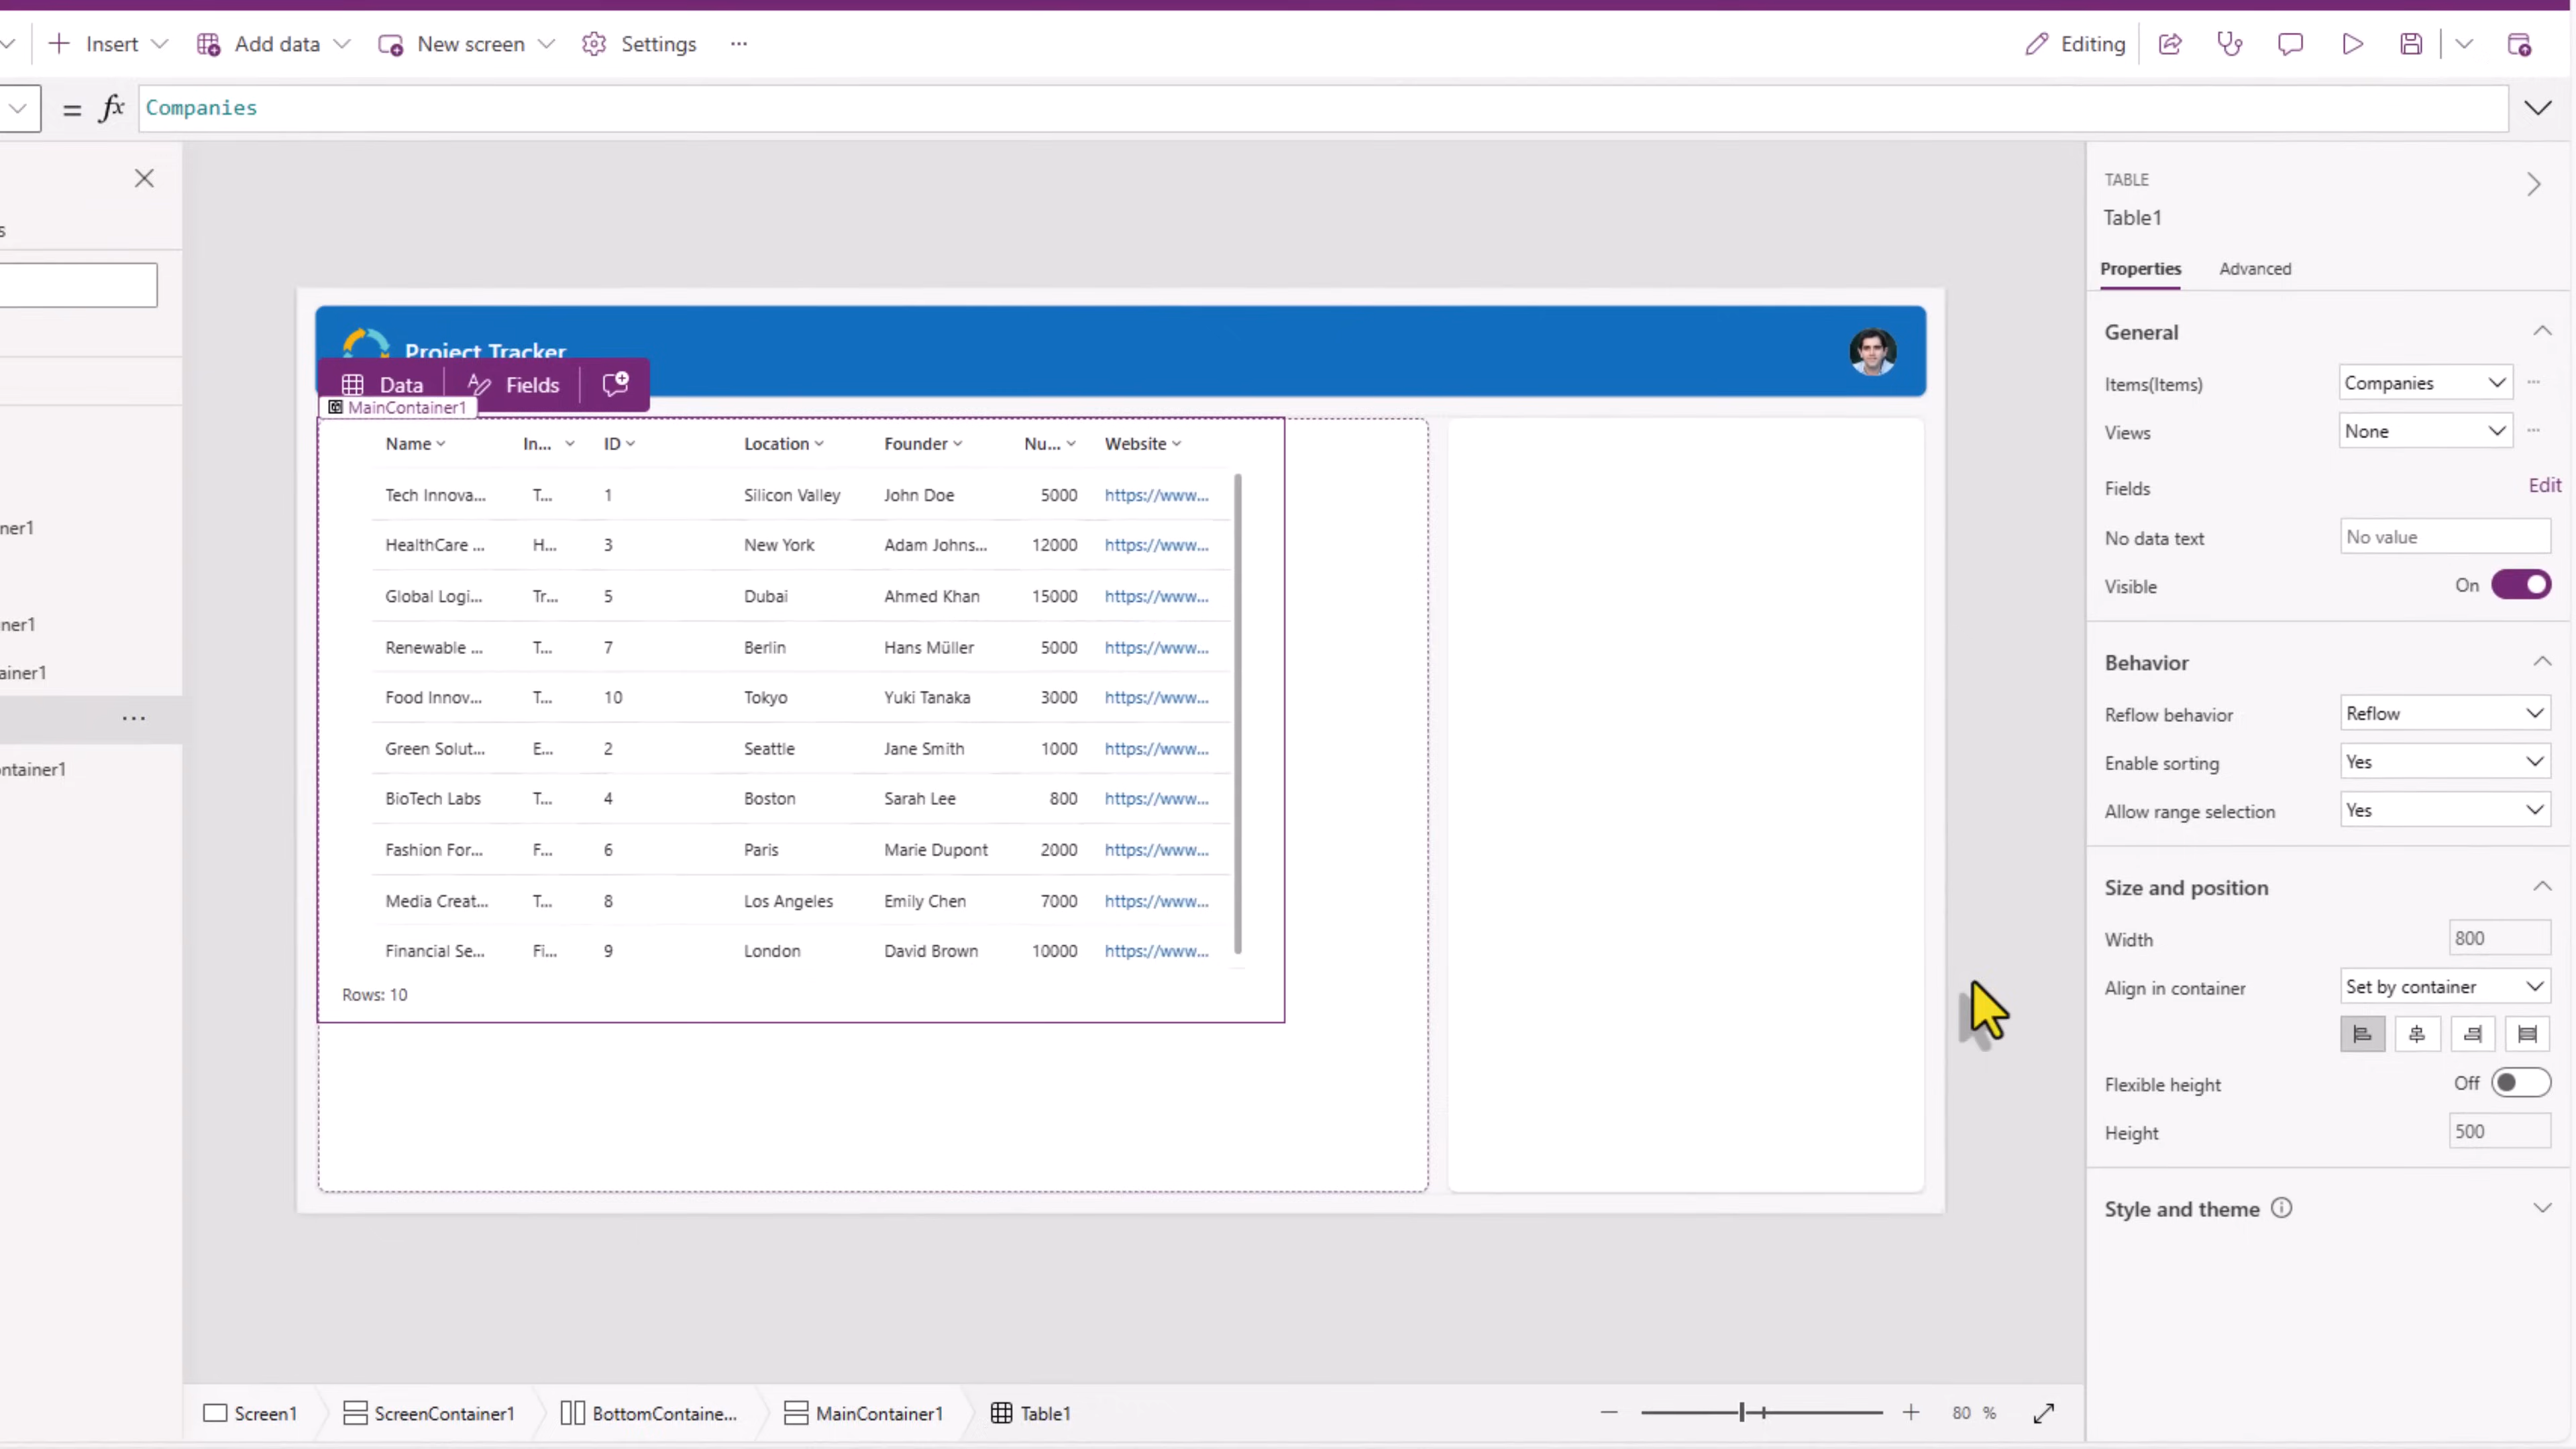 Insert Add data New screen Settings ... Editing
= fx Companies
s
TABLE
Table1
Properties Advanced
General
Items(Items) Companies ...
Views None ...
Fields Edit
No data text No value
Visible On
Behavior
Reflow behavior Reflow
Enable sorting Yes
Allow range selection Yes
Size and position
Width 800
Align in container Set by container
Flexible height Off
Height 500
Style and theme
ner1
ner1
ainer1
...
ontainer1
Project Tracker
Data Fields
MainContainer1
Name In... ID Location Founder Nu... Website
Tech Innova... T... 1 Silicon Valley John Doe 5000 https://www...
HealthCare ... H... 3 New York Adam Johns... 12000 https://www...
Global Logi... Tr... 5 Dubai Ahmed Khan 15000 https://www...
Renewable ... T... 7 Berlin Hans Müller 5000 https://www...
Food Innov... T... 10 Tokyo Yuki Tanaka 3000 https://www...
Green Solut... E... 2 Seattle Jane Smith 1000 https://www...
BioTech Labs T... 4 Boston Sarah Lee 800 https://www...
Fashion For... F... 6 Paris Marie Dupont 2000 https://www...
Media Creat... T... 8 Los Angeles Emily Chen 7000 https://www...
Financial Se... Fi... 9 London David Brown 10000 https://www...
Rows: 10
Screen1 ScreenContainer1 BottomContaine... MainContainer1 Table1 80 %